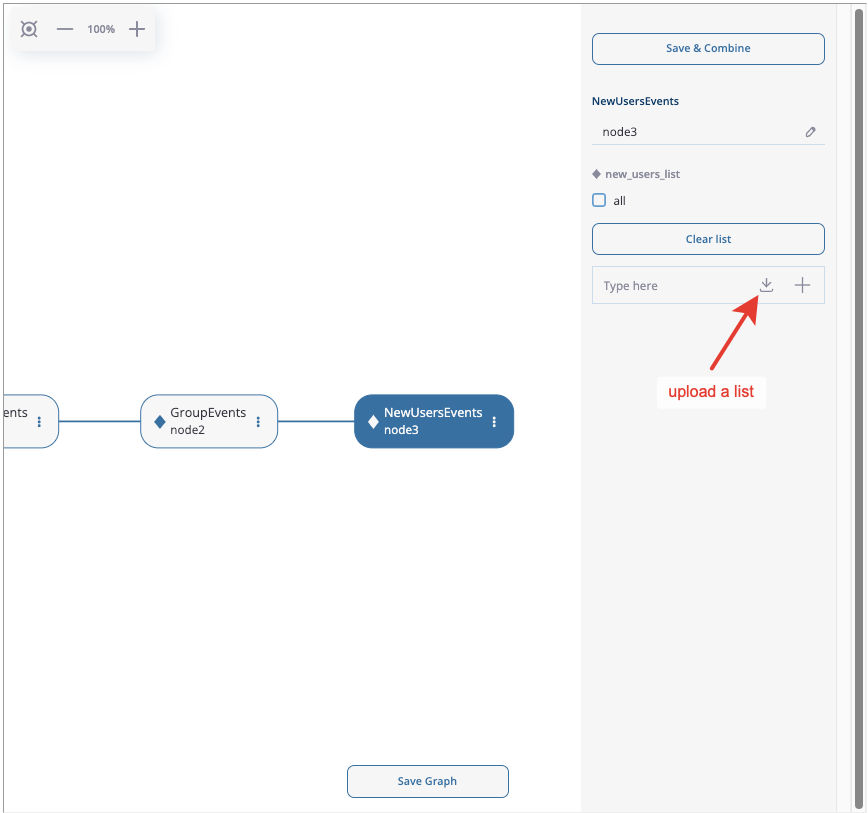 100%
Save & Combine
NewUsersEvents
node3
new_users_list
all
Clear list
Type here
upload a list
ents
GroupEvents
node2
NewUsersEvents
node3
Save Graph